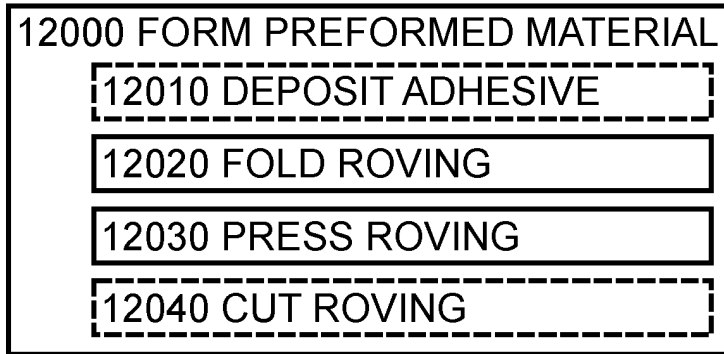 12000 FORM PREFORMED MATERIAL
12010 DEPOSIT ADHESIVE
12020 FOLD ROVING
12030 PRESS ROVING
12040 CUT ROVING